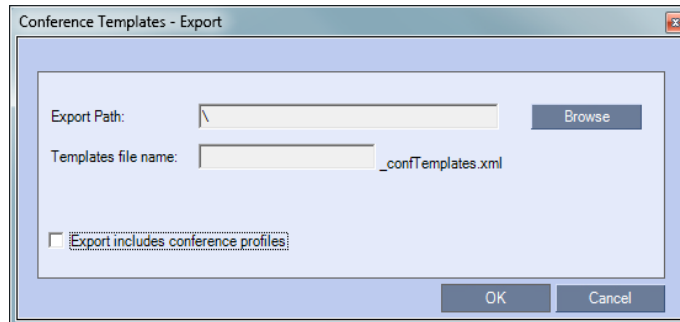 Conference Templates - Export
Export Path: \ Browse
Templates file name: _confTemplates.xml
Export includes conference profiles
OK Cancel